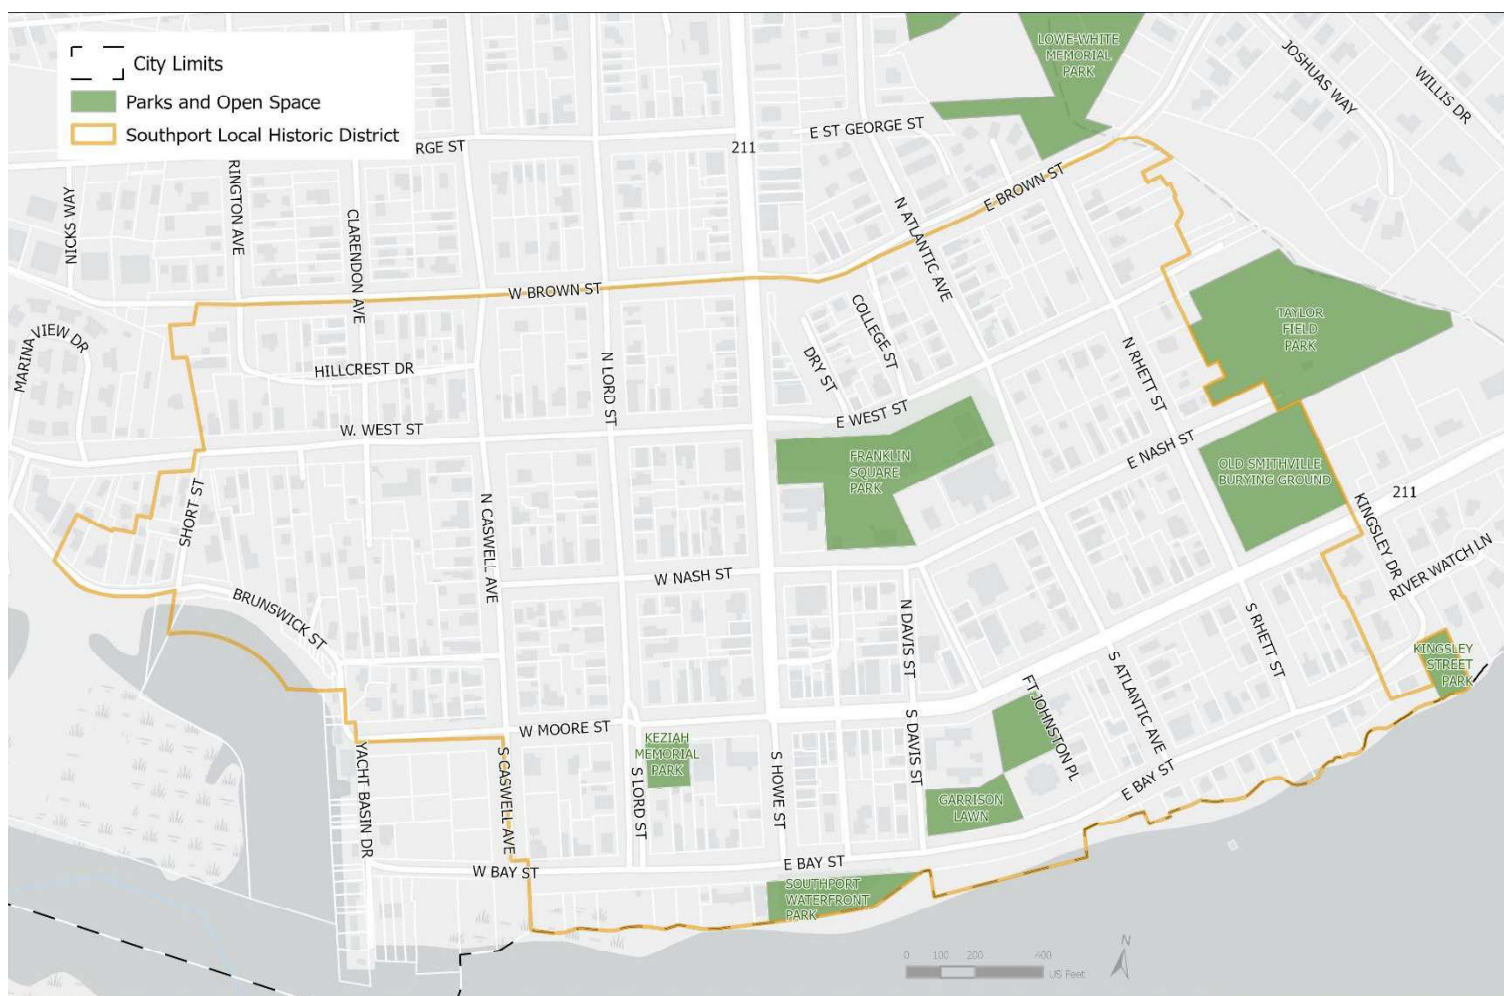 City Limits
Parks and Open Space
Southport Local Historic District
LOWE-WHITE
MEMORIAL
PARK
JOSHUAS WAY
WILLIS DR
E ST GEORGE ST
RGE ST
211
NICKS WAY
RINGTON AVE
CLARENDON AVE
E BROWN ST
N ATLANTIC AVE
W BROWN ST
MARINA VIEW DR
HILLCREST DR
N LORD ST
COLLEGE ST
DRY ST
N RHETT ST
TAYLOR
FIELD
PARK
W. WEST ST
E WEST ST
FRANKLIN
SQUARE
PARK
E NASH ST
OLD SMITHVILLE
BURYING GROUND
211
SHORT ST
N CASWELL AVE
KINGSLEY DR
RIVER WATCH LN
W NASH ST
BRUNSWICK ST
N DAVIS ST
S RHETT ST
KINGSLEY
STREET
PARK
FT JOHNSTON PL
S ATLANTIC AVE
W MOORE ST
KEZIAH
MEMORIAL
PARK
S DAVIS ST
YACHT BASIN DR
S CASWELL AVE
S LORD ST
S HOWE ST
GARRISON
LAWN
E BAY ST
W BAY ST
E BAY ST
SOUTHPORT
WATERFRONT
PARK
N
0 100 200 400
US Feet